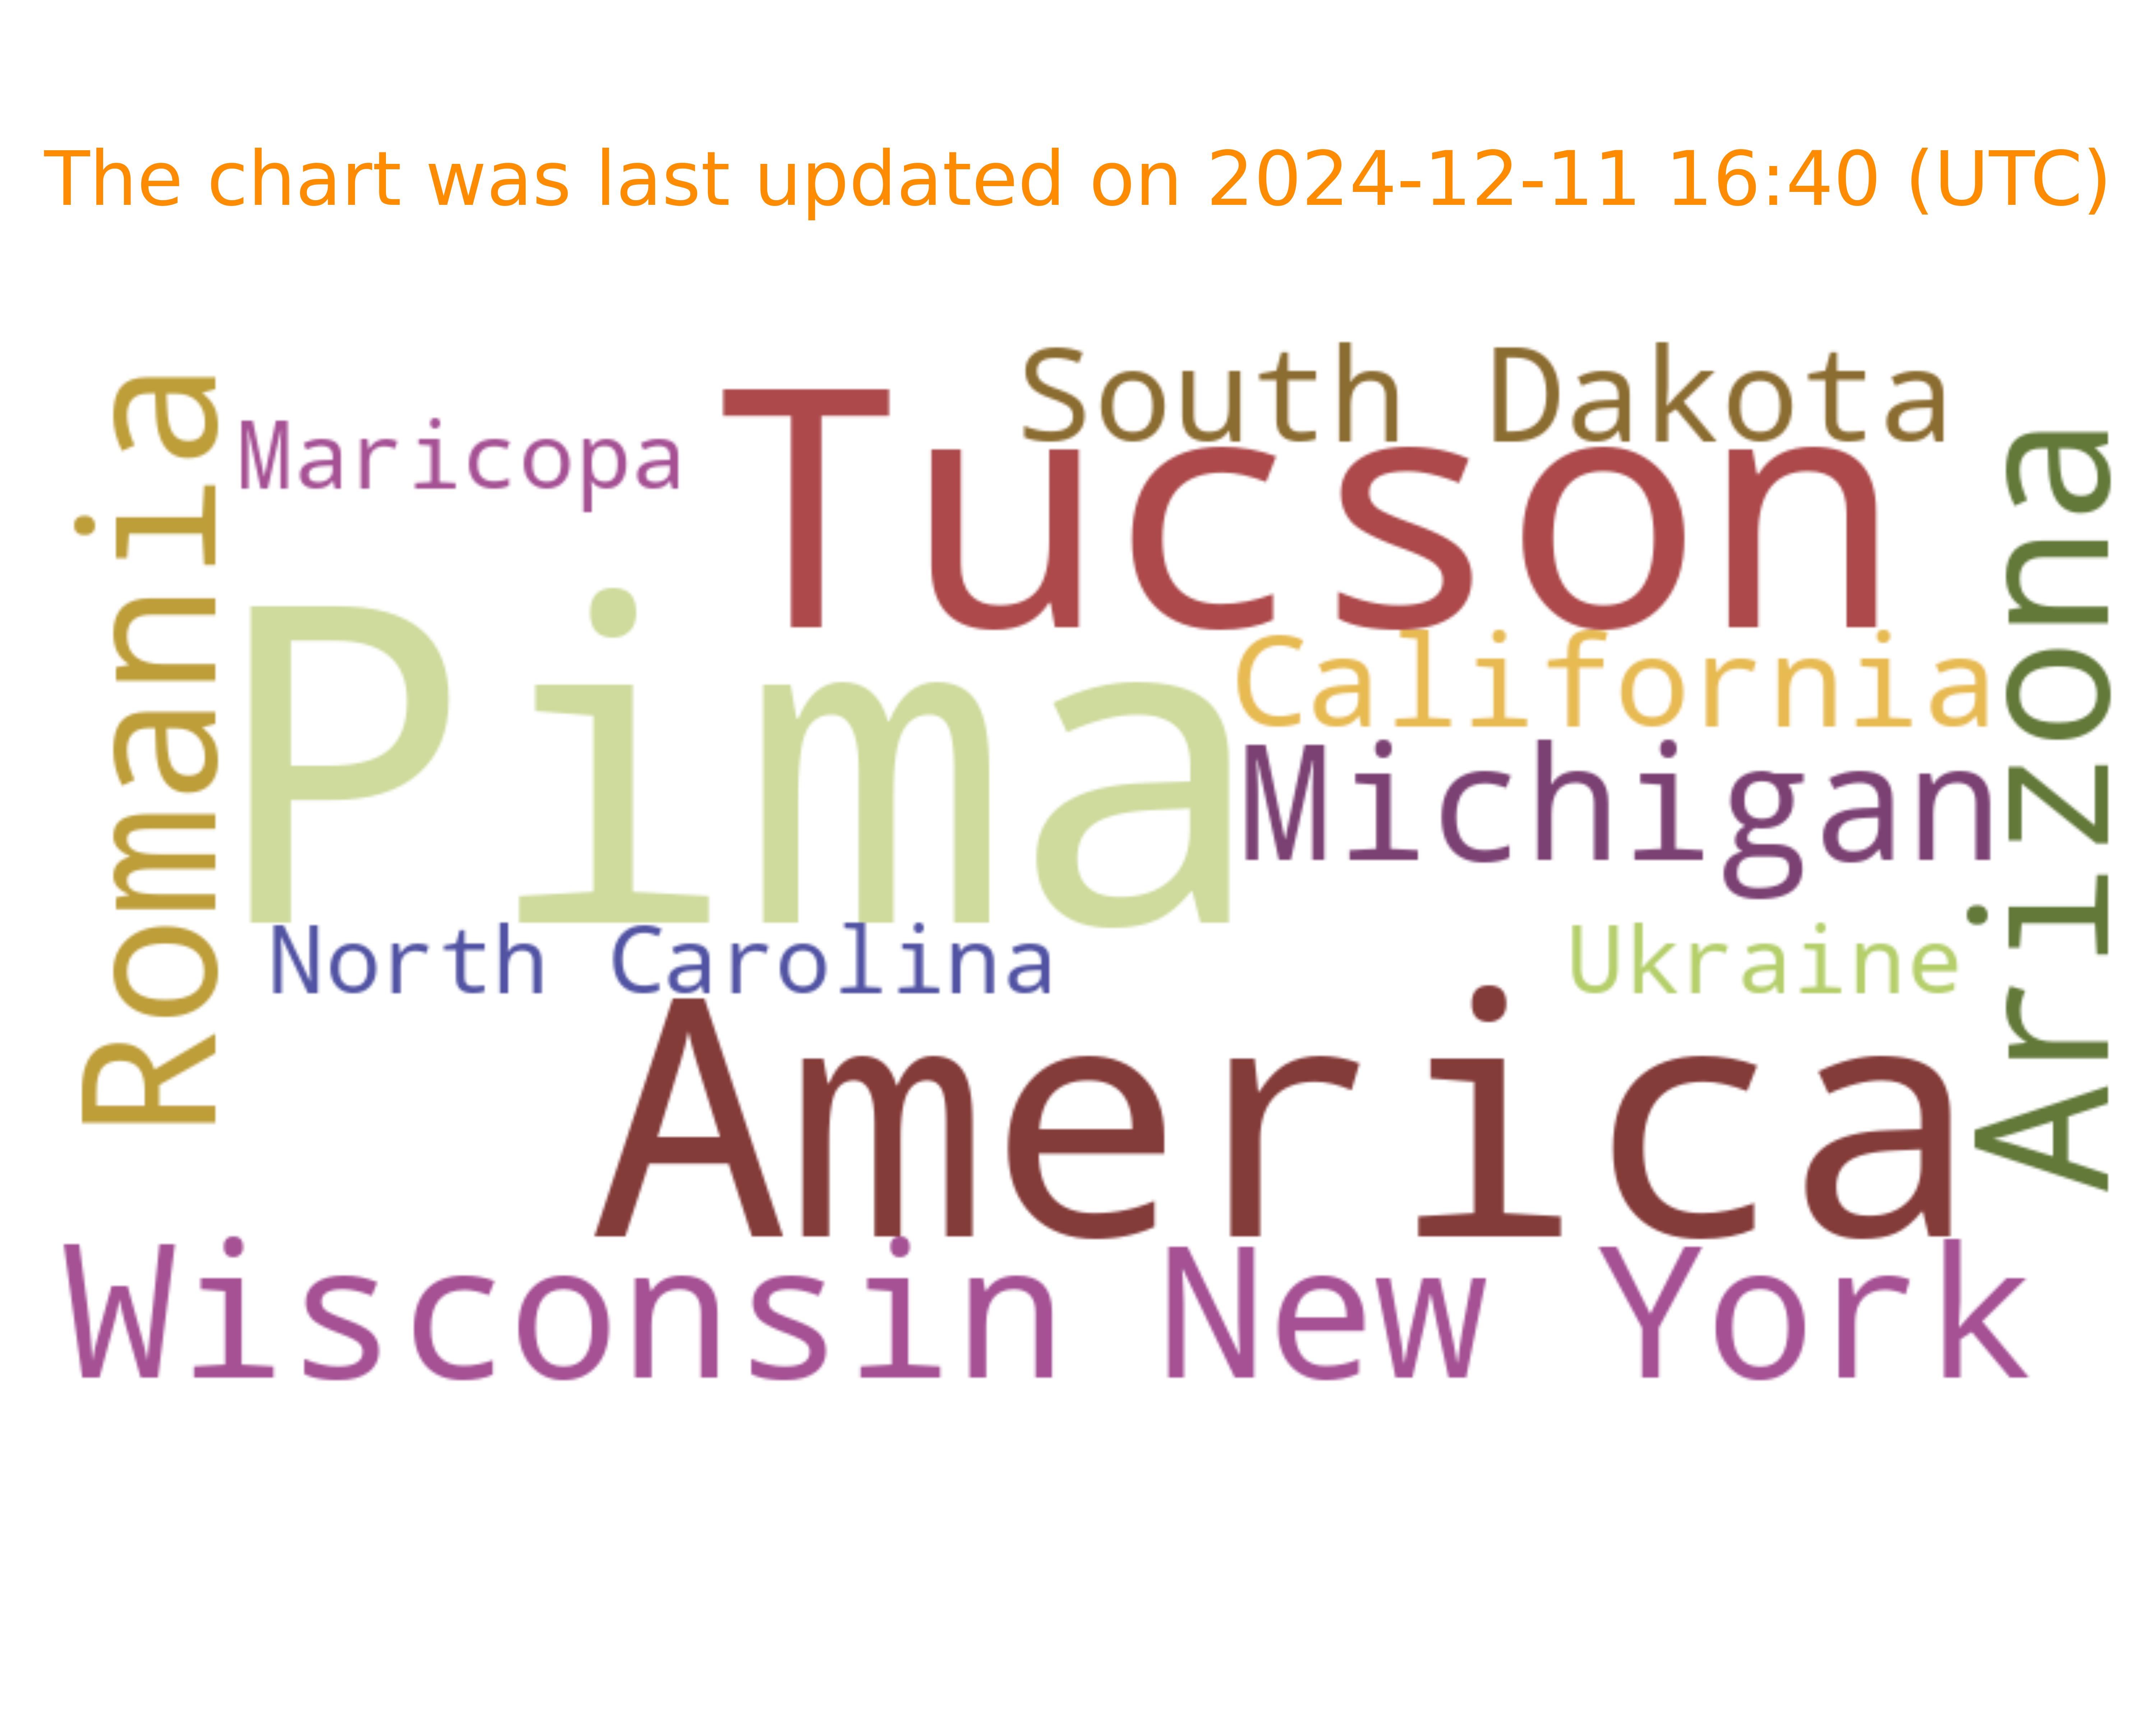 The chart was last updated on 2024-12-11 16:40 (UTC)
South Dakota
Maricopa
Tucson
Romania
Arizona
California
Pima
Michigan
North Carolina
Ukraine
America
Wisconsin
New York